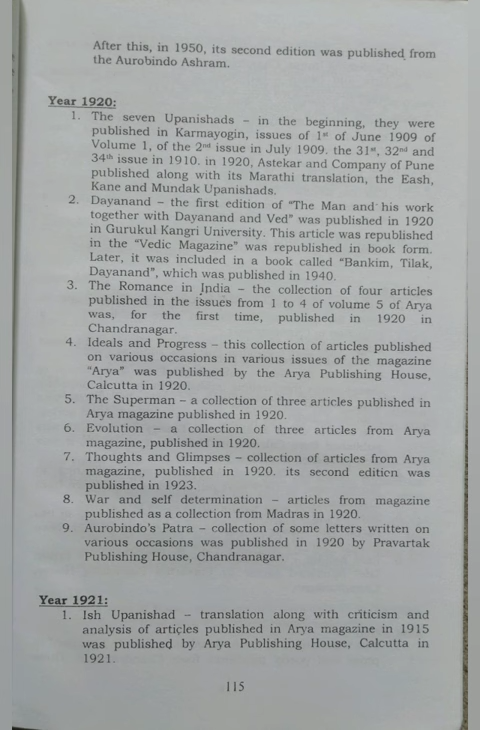 After this, in 1950, its second edition was published from
the Aurobindo Ashram.
Year 1920:
1. The seven Upanishads – in the beginning, they were
published in Karmayogin, issues of 1st of June 1909 of
Volume 1, of the 2nd issue in July 1909. the 31st, 32nd and
34th issue in 1910. in 1920, Astekar and Company of Pune
published along with its Marathi translation, the Eash,
Kane and Mundak Upanishads.
2. Dayanand – the first edition of "The Man and his work
together with Dayanand and Ved" was published in 1920
in Gurukul Kangri University. This article was republished
in the "Vedic Magazine" was republished in book form.
Later, it was included in a book called "Bankim, Tilak,
Dayanand", which was published in 1940.
3. The Romance in India – the collection of four articles
published in the issues from 1 to 4 of volume 5 of Arya
was, for the first time, published in 1920 in
Chandranagar.
4. Ideals and Progress – this collection of articles published
on various occasions in various issues of the magazine
"Arya" was published by the Arya Publishing House,
Calcutta in 1920.
5. The Superman – a collection of three articles published in
Arya magazine published in 1920.
6. Evolution – a collection of three articles from Arya
magazine, published in 1920.
7. Thoughts and Glimpses – collection of articles from Arya
magazine, published in 1920. its second edition was
published in 1923.
8. War and self determination – articles from magazine
published as a collection from Madras in 1920.
9. Aurobindo's Patra – collection of some letters written on
various occasions was published in 1920 by Pravartak
Publishing House, Chandranagar.
Year 1921:
1. Ish Upanishad – translation along with criticism and
analysis of articles published in Arya magazine in 1915
was published by Arya Publishing House, Calcutta in
1921.
115